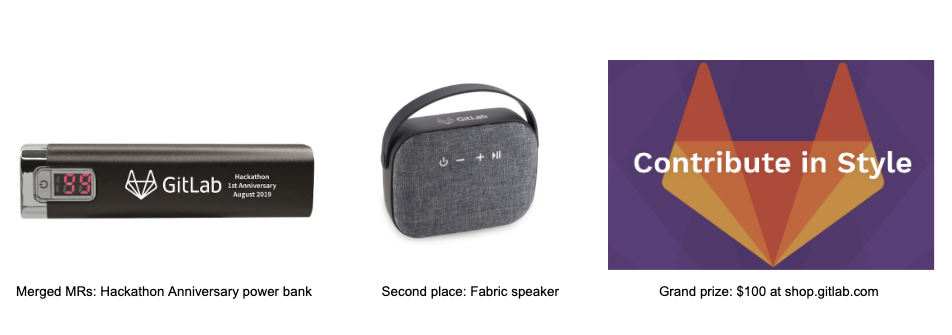 99
GitLab
Hackathon
1st Anniversary
August 2019
GitLab
Contribute in Style
Merged MRs: Hackathon Anniversary power bank
Second place: Fabric speaker
Grand prize: $100 at shop.gitlab.com